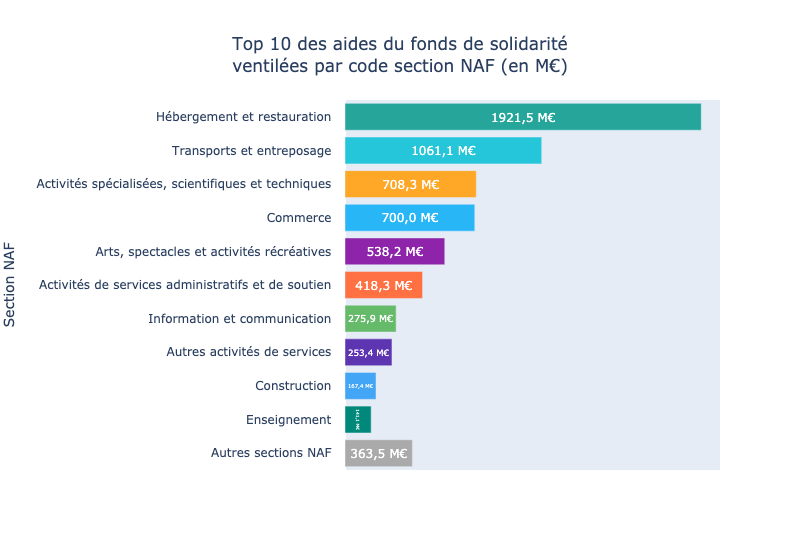 Top 10 des aides du fonds de solidarité
ventilées par code section NAF (en M€)
Section NAF
Hébergement et restauration 1921,5 M€
Transports et entreposage 1061,1 M€
Activités spécialisées, scientifiques et techniques 708,3 M€
Commerce 700,0 M€
Arts, spectacles et activités récréatives 538,2 M€
Activités de services administratifs et de soutien 418,3 M€
Information et communication 275,9 M€
Autres activités de services 253,4 M€
Construction 167,4 M€
Enseignement
Autres sections NAF 363,5 M€